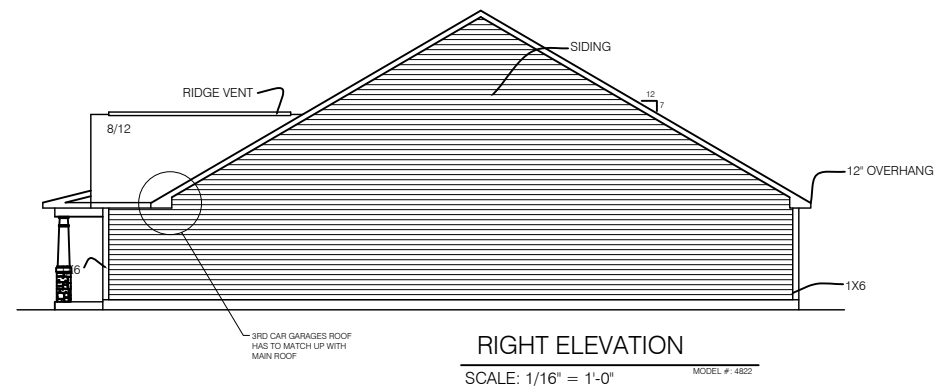 SIDING
RIDGE VENT
12
7
8/12
12" OVERHANG
1X6
3RD CAR GARAGES ROOF
HAS TO MATCH UP WITH
MAIN ROOF
RIGHT ELEVATION
MODEL #: 4822
SCALE: 1/16" = 1'-0"